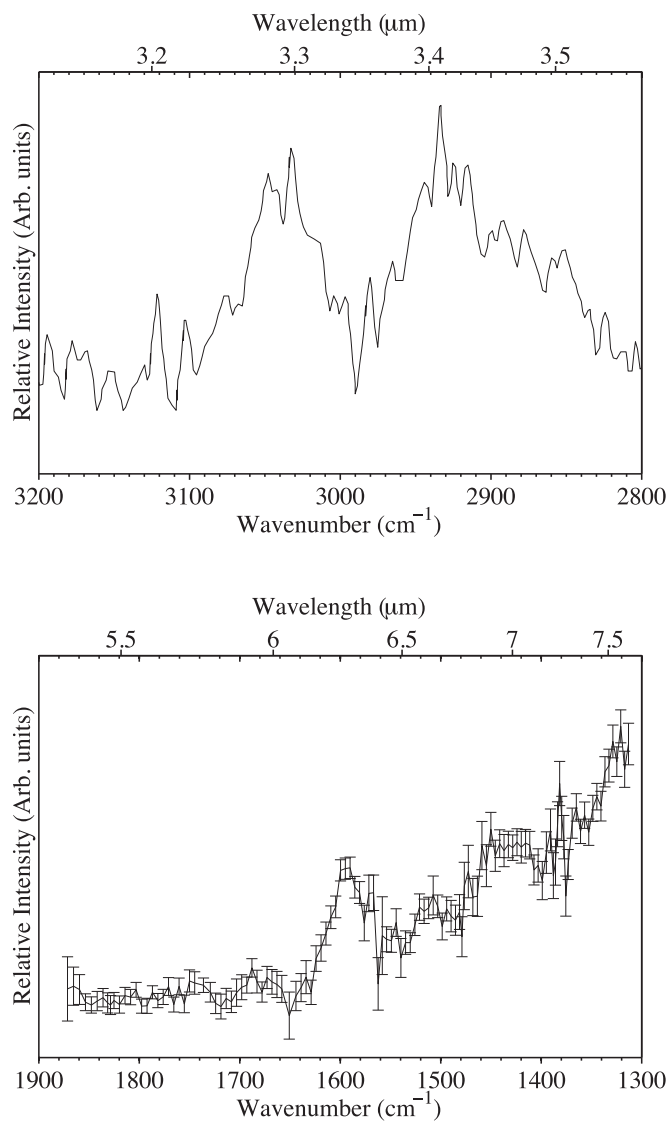 Wavelength (μm)
3.2 3.3 3.4 3.5
Relative Intensity (Arb. units)
3200 3100 3000 2900 2800
Wavenumber (cm⁻¹)
Wavelength (μm)
5.5 6 6.5 7 7.5
Relative Intensity (Arb. units)
1900 1800 1700 1600 1500 1400 1300
Wavenumber (cm⁻¹)